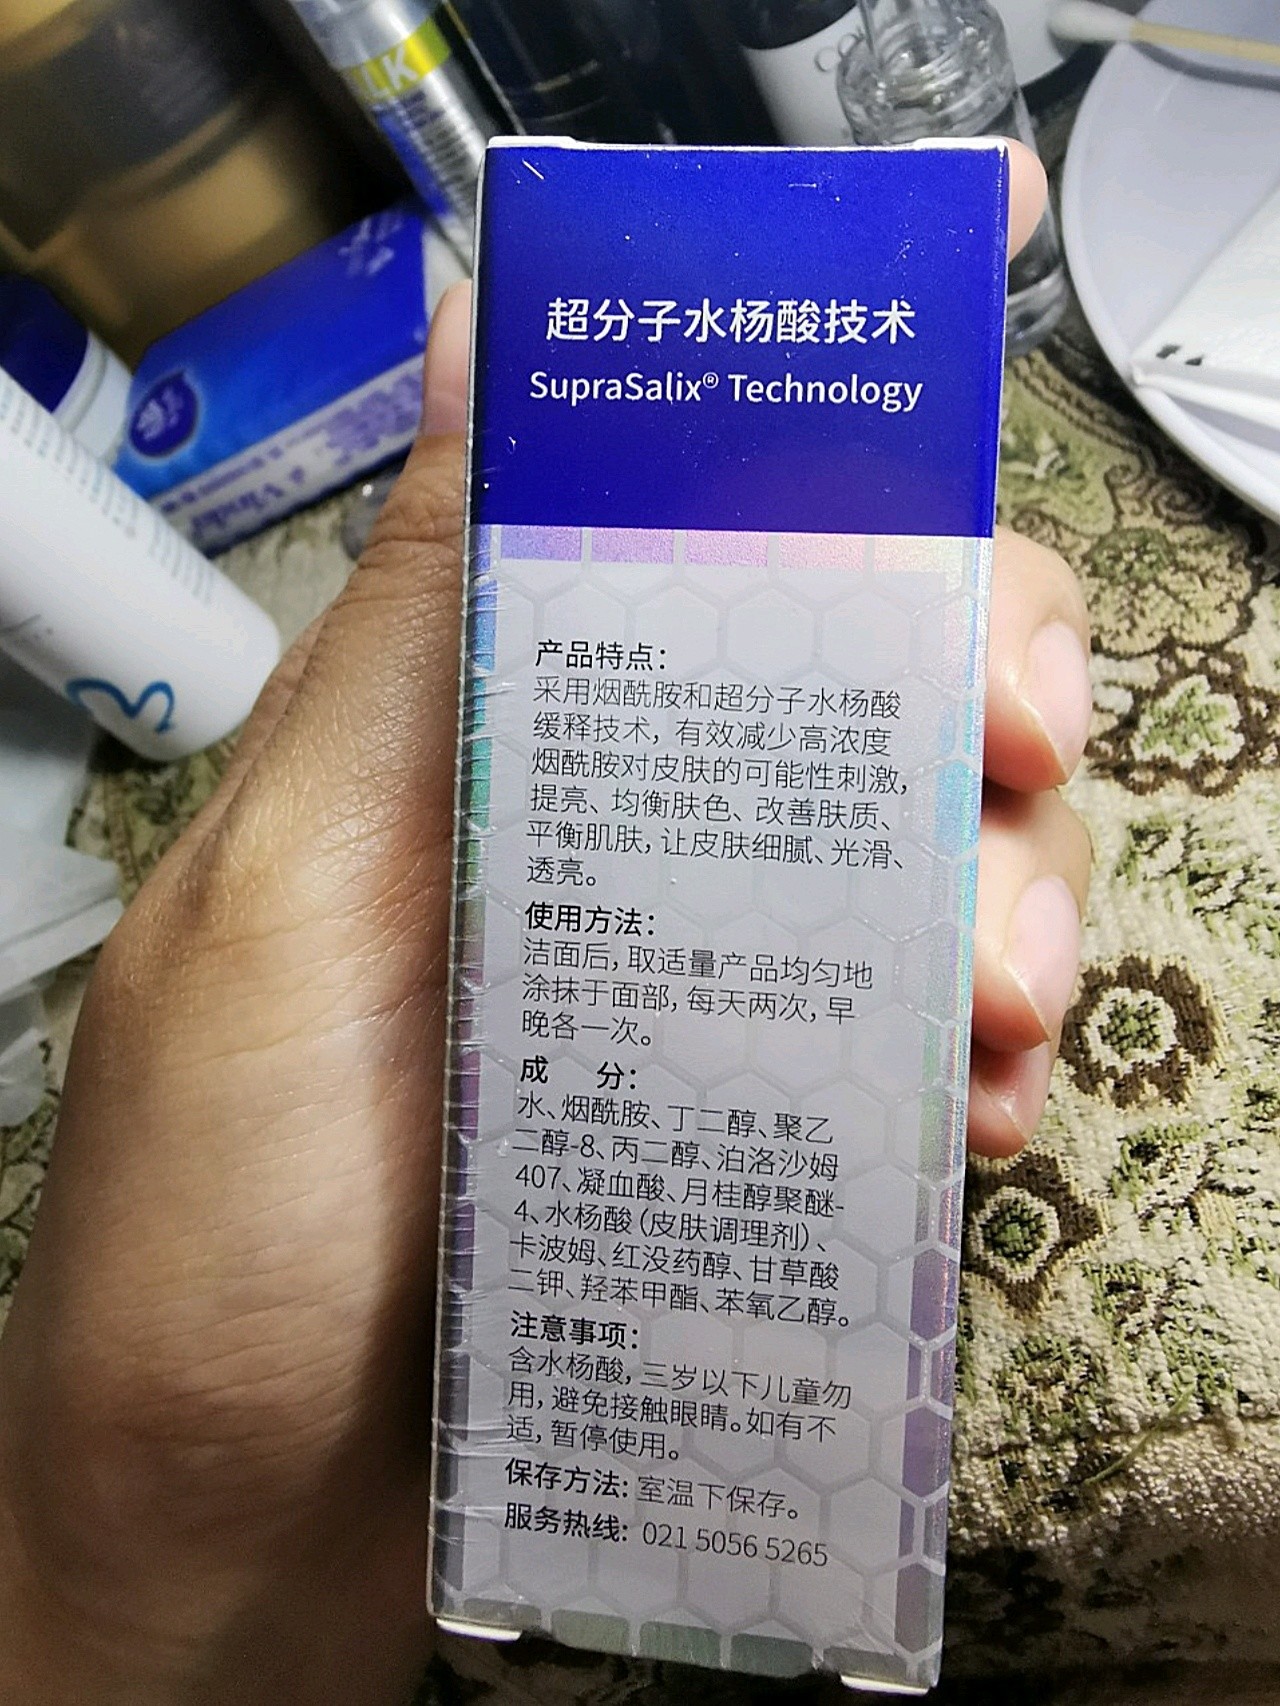 超分子水杨酸技术
SupraSalix® Technology
产品特点：
采用烟酰胺和超分子水杨酸
缓释技术，有效减少高浓度
烟酰胺对皮肤的可能性刺激，
提亮、均衡肤色、改善肤质、
平衡肌肤，让皮肤细腻、光滑、
透亮。
使用方法：
洁面后，取适量产品均匀地
涂抹于面部，每天两次，早
晚各一次。
成 分：
水、烟酰胺、丁二醇、聚乙
二醇-8、丙二醇、泊洛沙姆
407、凝血酸、月桂醇聚醚-
4、水杨酸（皮肤调理剂）、
卡波姆、红没药醇、甘草酸
二钾、羟苯甲酯、苯氧乙醇。
注意事项：
含水杨酸，三岁以下儿童勿
用，避免接触眼睛。如有不
适，暂停使用。
保存方法: 室温下保存。
服务热线: 021 5056 5265